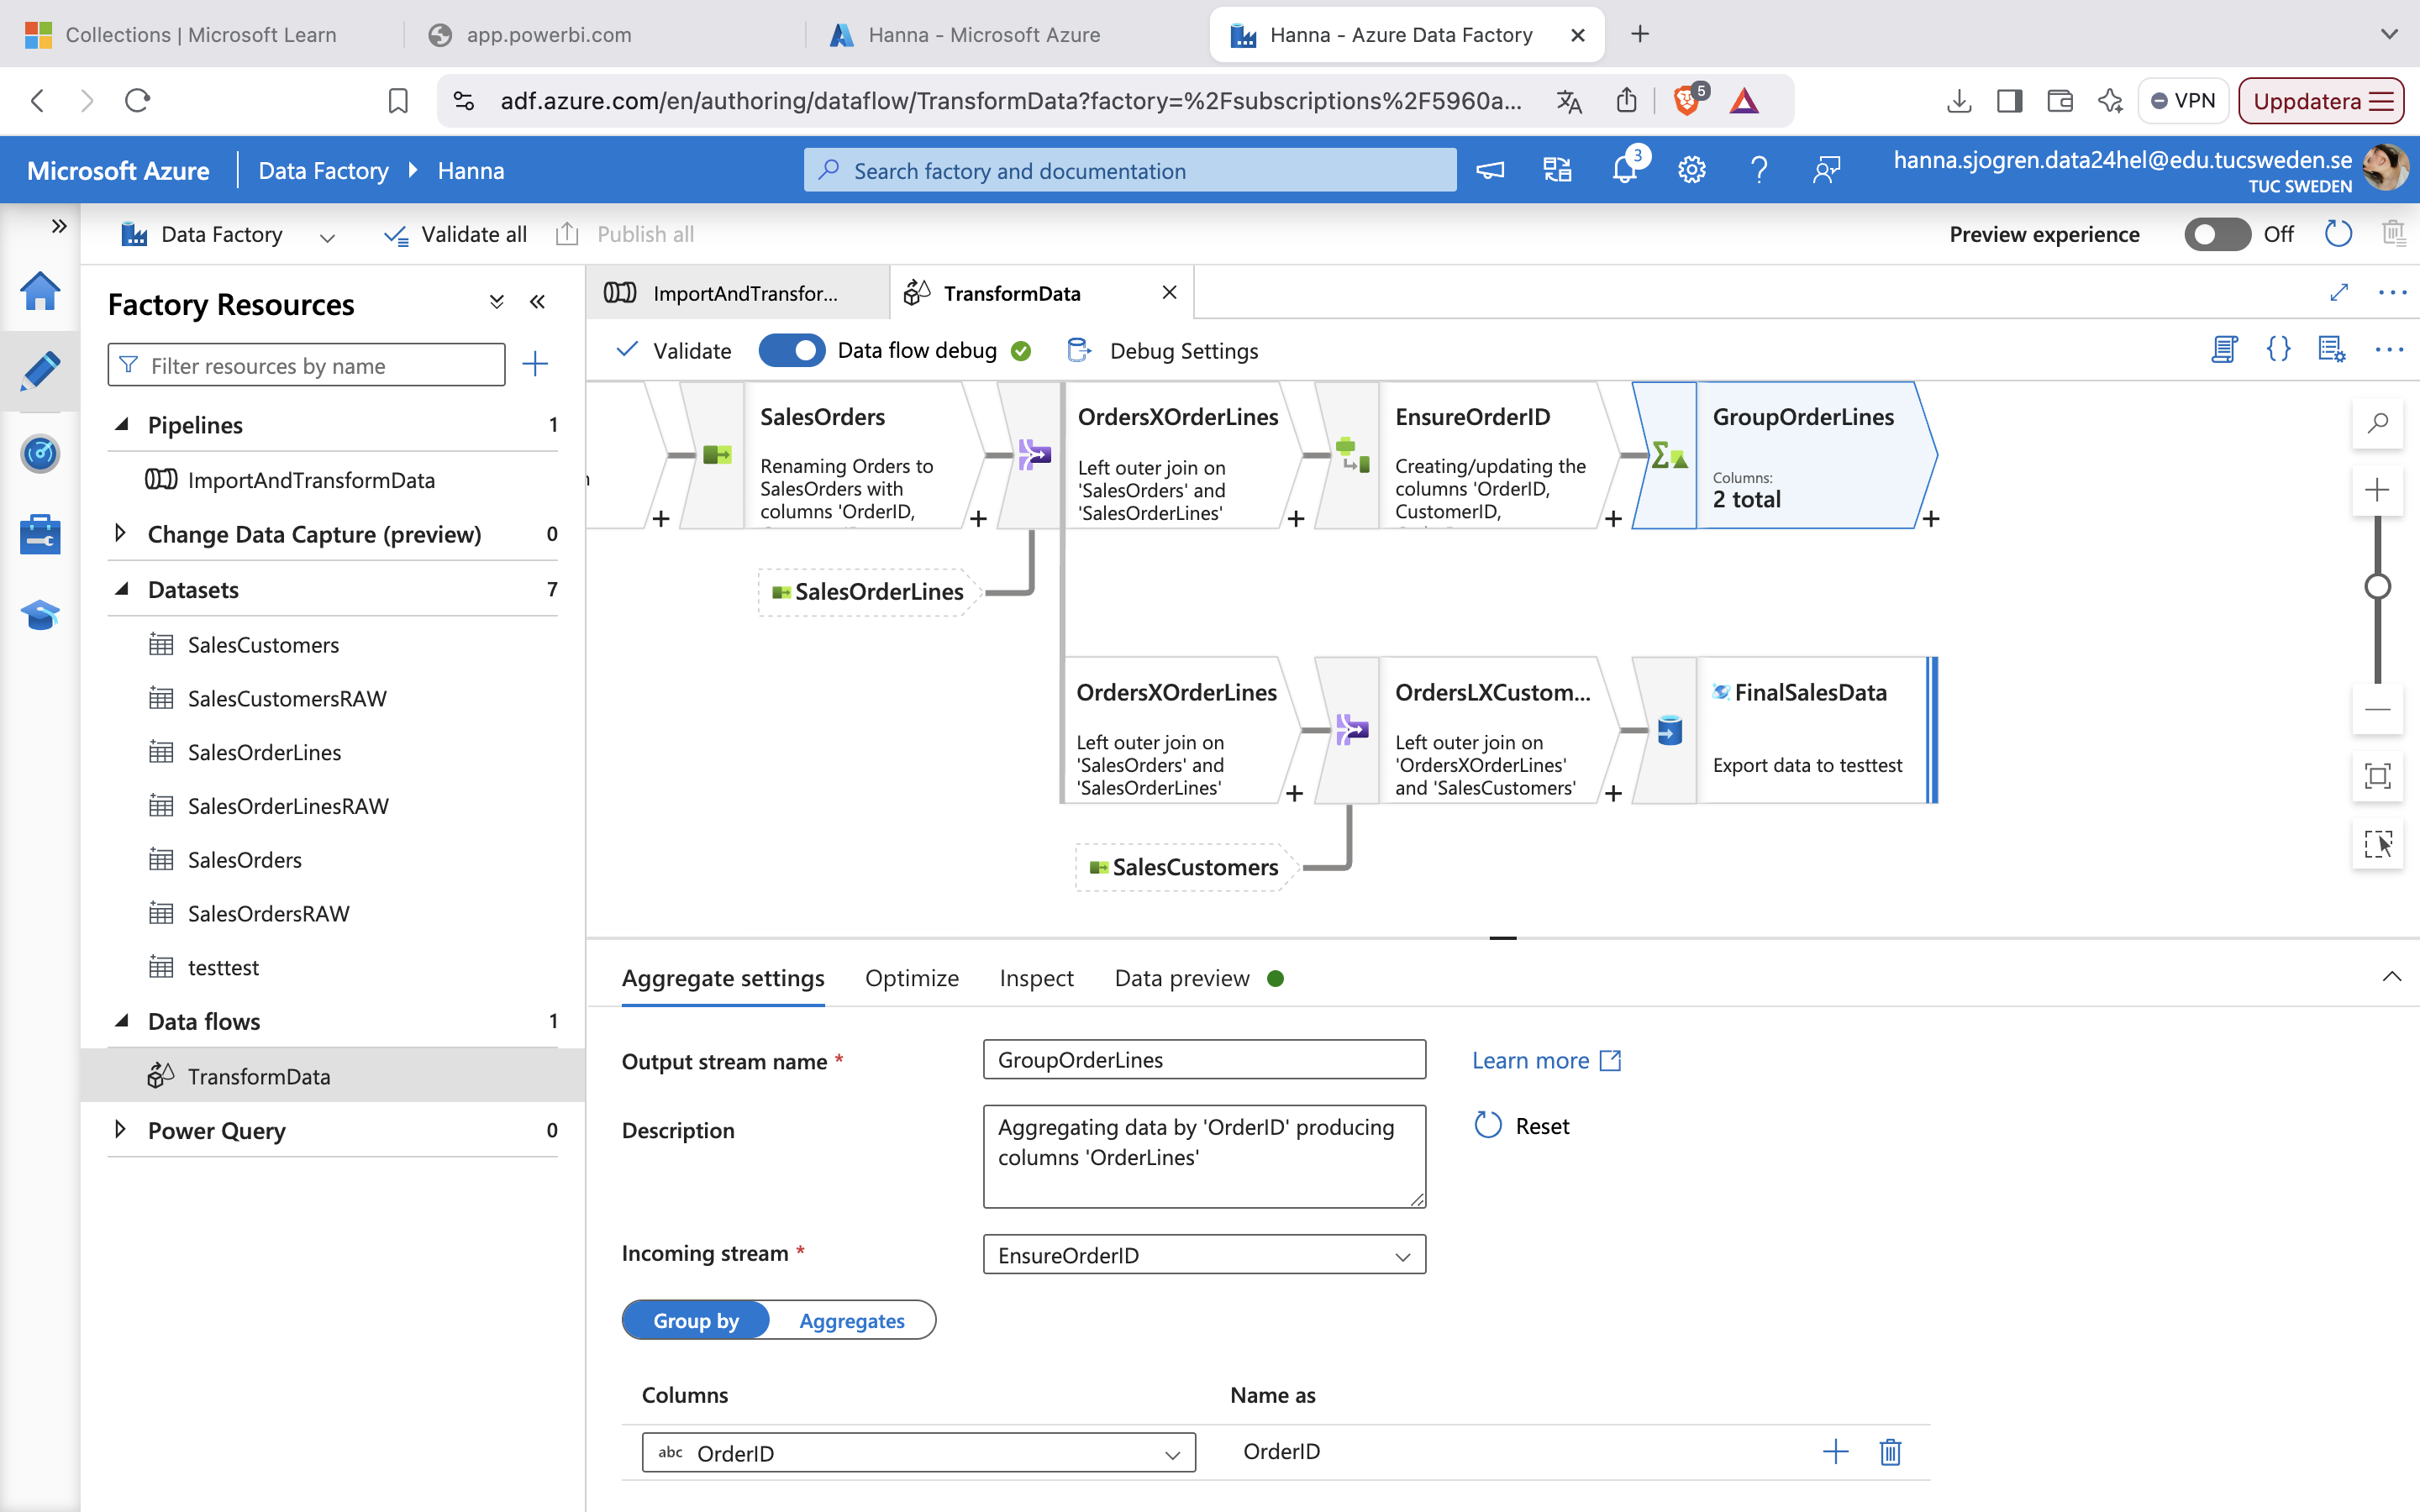 Collections | Microsoft Learn
app.powerbi.com
Hanna - Microsoft Azure
Hanna - Azure Data Factory
adf.azure.com/en/authoring/dataflow/TransformData?factory=%2Fsubscriptions%2F5960a...
5
VPN
Uppdatera
Microsoft Azure
Data Factory
Hanna
Search factory and documentation
3
hanna.sjogren.data24hel@edu.tucsweden.se
TUC SWEDEN
Data Factory
Validate all
Publish all
Preview experience
Off
Factory Resources
Filter resources by name
Pipelines 1
ImportAndTransformData
Change Data Capture (preview) 0
Datasets 7
SalesCustomers
SalesCustomersRAW
SalesOrderLines
SalesOrderLinesRAW
SalesOrders
SalesOrdersRAW
testtest
Data flows 1
TransformData
Power Query 0
ImportAndTransfor...
TransformData
Validate
Data flow debug
Debug Settings
SalesOrders
Renaming Orders to
SalesOrders with
columns 'OrderID,
OrdersXOrderLines
Left outer join on
'SalesOrders' and
'SalesOrderLines'
EnsureOrderID
Creating/updating the
columns 'OrderID,
CustomerID,
GroupOrderLines
Columns:
2 total
SalesOrderLines
OrdersXOrderLines
Left outer join on
'SalesOrders' and
'SalesOrderLines'
OrdersLXCustom...
Left outer join on
'OrdersXOrderLines'
and 'SalesCustomers'
FinalSalesData
Export data to testtest
SalesCustomers
Aggregate settings
Optimize
Inspect
Data preview
Output stream name *
GroupOrderLines
Learn more
Description
Aggregating data by 'OrderID' producing
columns 'OrderLines'
Reset
Incoming stream *
EnsureOrderID
Group by
Aggregates
Columns
Name as
abc OrderID
OrderID